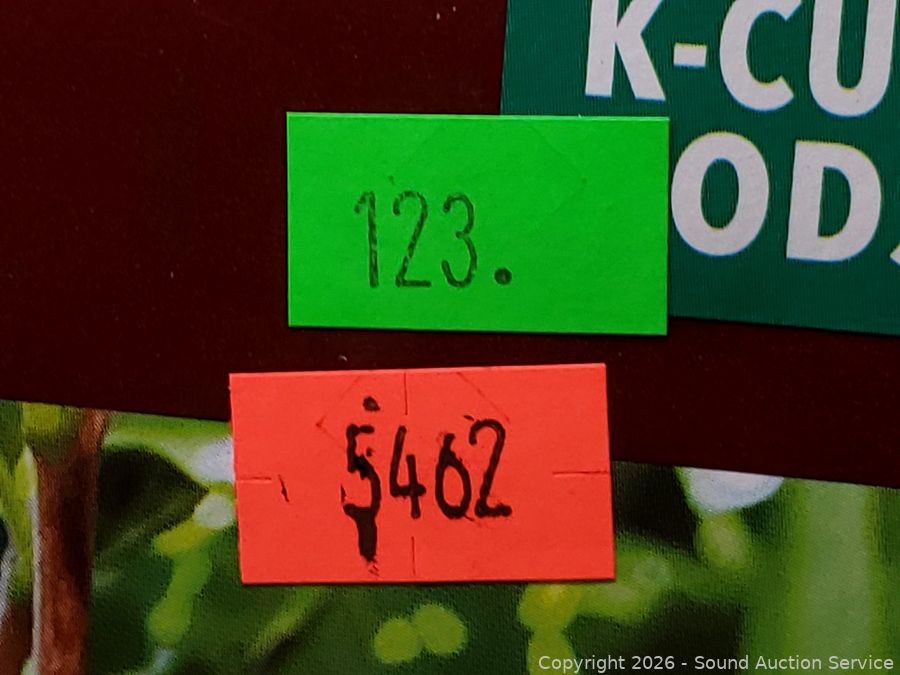 K-CU
OD
123.
5462
Copyright 2026 - Sound Auction Service